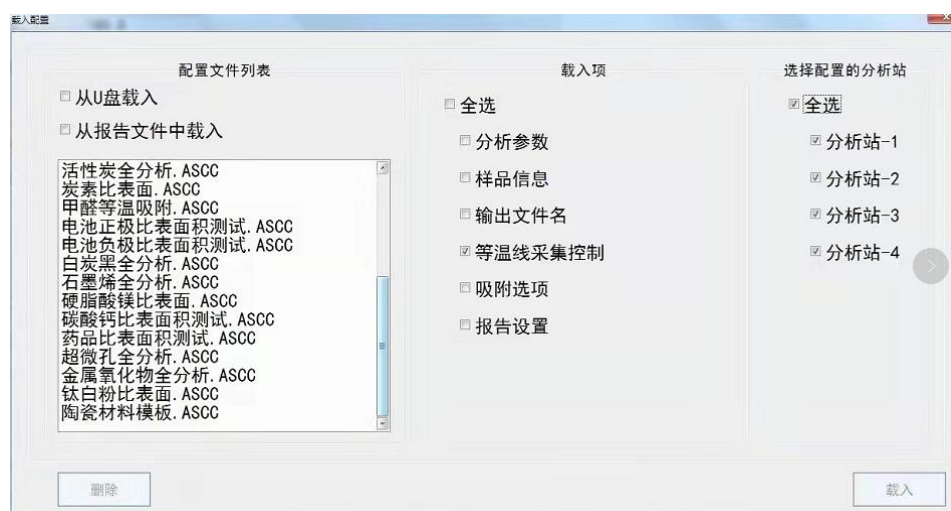 载入配置
配置文件列表
从U盘载入
从报告文件中载入
活性炭全分析.ASCC
炭素比表面.ASCC
甲醛等温吸附.ASCC
电池正极比表面积测试.ASCC
电池负极比表面积测试.ASCC
白炭黑全分析.ASCC
石墨烯全分析.ASCC
硬脂酸镁比表面.ASCC
碳酸钙比表面积测试.ASCC
药品比表面积测试.ASCC
超微孔全分析.ASCC
金属氧化物全分析.ASCC
钛白粉比表面.ASCC
陶瓷材料模板.ASCC
删除
载入项
全选
分析参数
样品信息
输出文件名
等温线采集控制
吸附选项
报告设置
选择配置的分析站
全选
分析站-1
分析站-2
分析站-3
分析站-4
载入